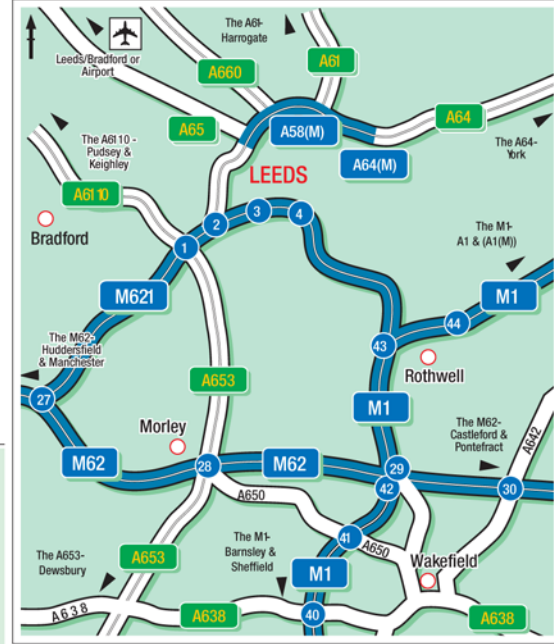 The A61-
Harrogate
Leeds/Bradford or
Airport
A660
A61
A65
A58(M)
A64
A64(M)
The A6110 -
Pudsey &
Keighley
The A64-
York
LEEDS
A6110
Bradford
2
3
4
1
The M1-
A1 & (A1(M))
M621
M1
44
43
The M62-
Huddersfield
& Manchester
Rothwell
A653
27
M1
Morley
The M62-
Castleford &
Pontefract
A642
M62
28
M62
29
42
30
A650
41
A650
The M1-
Barnsley &
Sheffield
The A653-
Dewsbury
A653
Wakefield
M1
A638
A638
40
A638